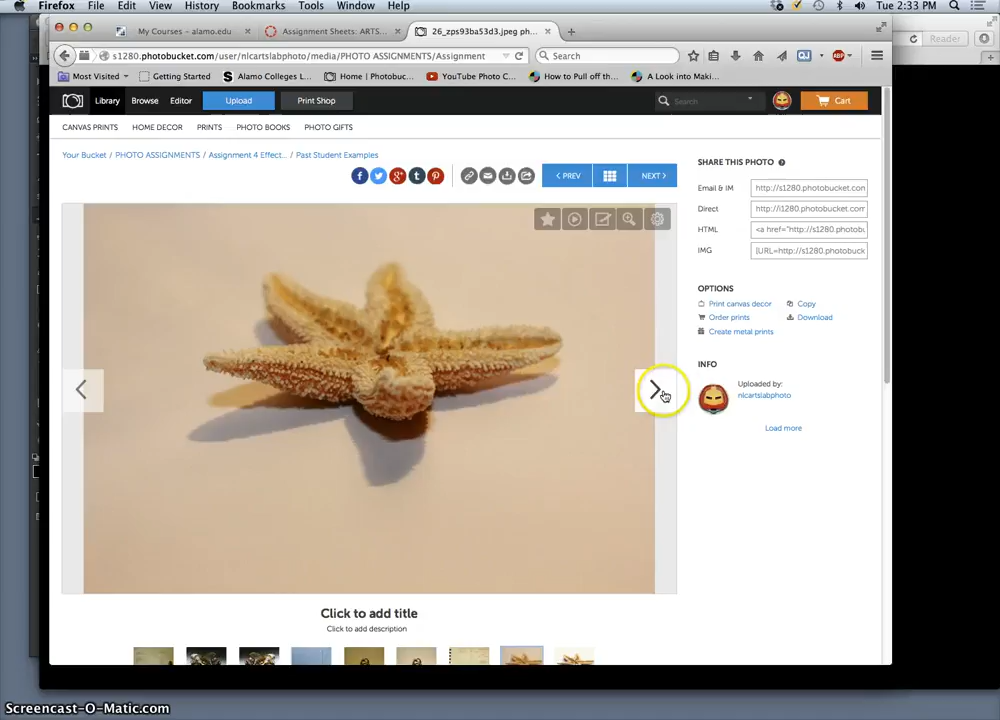 Firefox File Edit View History Bookmarks Tools Window Help Tue 2:33 PM
My Courses – alamo.edu × Assignment Sheets: ARTS... × 26_zps93ba53d3.jpeg ph... × +
s1280.photobucket.com/user/nlcartslabphoto/media/PHOTO ASSIGNMENTS/Assignment Search Reader
Most Visited Getting Started Alamo Colleges L... Home | Photobuc... YouTube Photo C... How to Pull off th... A Look into Maki...
Library Browse Editor Upload Print Shop Search Cart
CANVAS PRINTS HOME DECOR PRINTS PHOTO BOOKS PHOTO GIFTS
Your Bucket / PHOTO ASSIGNMENTS / Assignment 4 Effect... / Past Student Examples
SHARE THIS PHOTO
< PREV NEXT >
Email & IM http://s1280.photobucket.com
Direct http://i1280.photobucket.com
HTML <a href="http://s1280.photobu
IMG [URL=http://s1280.photobuck
OPTIONS
Print canvas decor Copy
Order prints Download
Create metal prints
INFO
Uploaded by:
nlcartslabphoto
Load more
Click to add title
Click to add description
Screencast-O-Matic.com